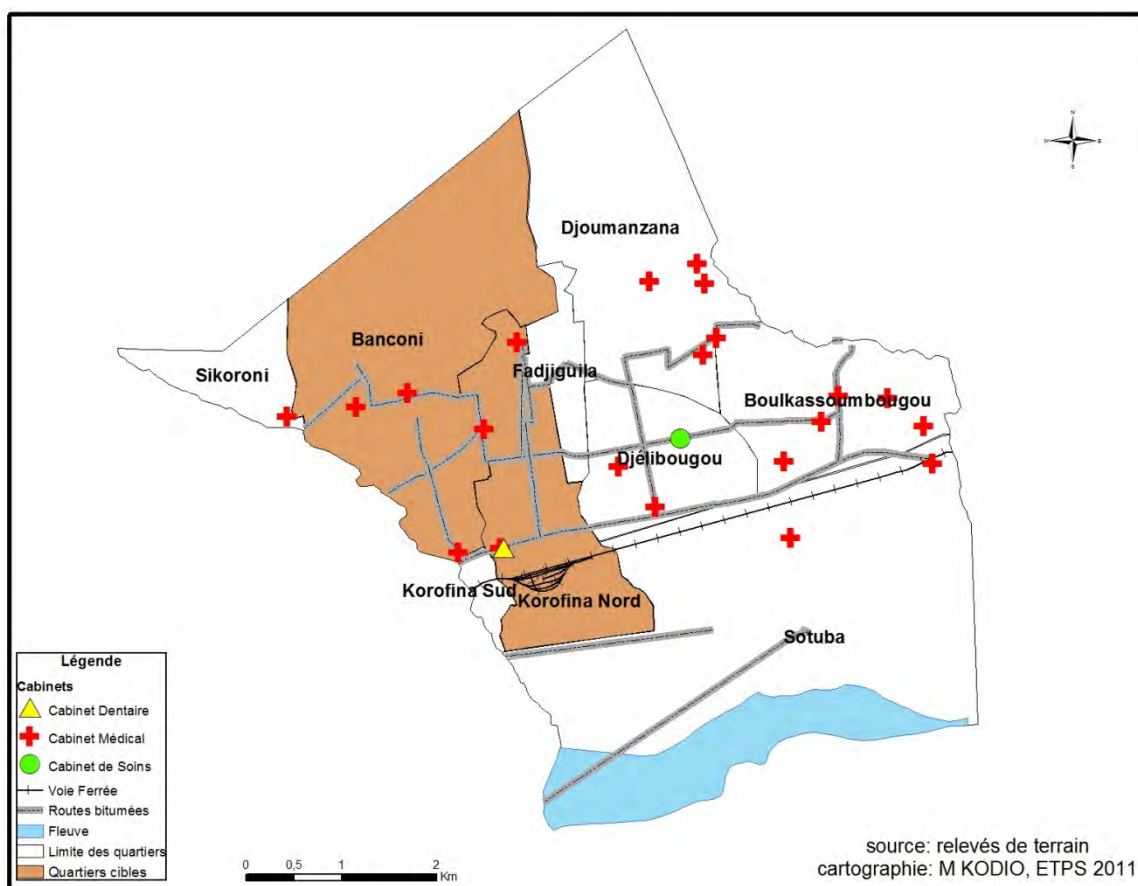 N
W E
S
Djoumanzana
Banconi
Sikoroni
Fadjiguila
Boulkassoumbougou
Djélibougou
Korofina Sud
Korofina Nord
Sotuba
Légende
Cabinets
Cabinet Dentaire
Cabinet Médical
Cabinet de Soins
Voie Ferrée
Routes bitumées
Fleuve
Limite des quartiers
Quartiers cibles
0 0,5 1 2
Km
source: relevés de terrain
cartographie: M KODIO, ETPS 2011